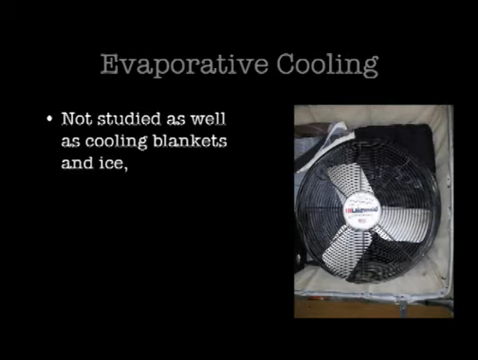 Evaporative Cooling
• Not studied as well
as cooling blankets
and ice,